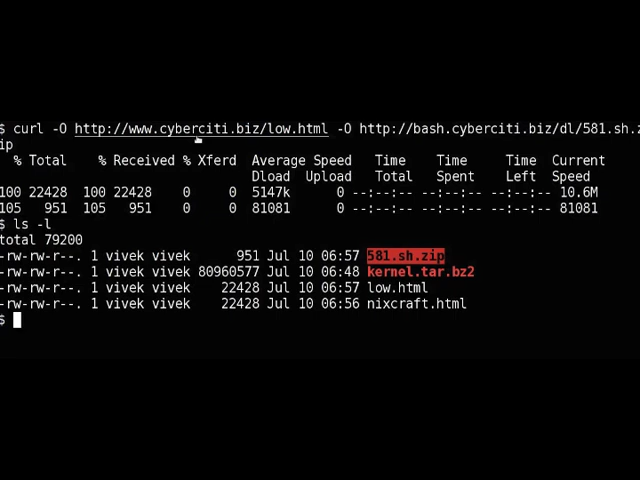 $ curl -O http://www.cyberciti.biz/low.html -O http://bash.cyberciti.biz/dl/581.sh.z
ip
% Total % Received % Xferd Average Speed Time Time Time Current
Dload Upload Total Spent Left Speed
100 22428 100 22428 0 0 5147k 0 --:--:-- --:--:-- --:--:-- 10.6M
105 951 105 951 0 0 81081 0 --:--:-- --:--:-- --:--:-- 81081
$ ls -l
total 79200
-rw-rw-r--. 1 vivek vivek 951 Jul 10 06:57 581.sh.zip
-rw-rw-r--. 1 vivek vivek 80960577 Jul 10 06:48 kernel.tar.bz2
-rw-rw-r--. 1 vivek vivek 22428 Jul 10 06:57 low.html
-rw-rw-r--. 1 vivek vivek 22428 Jul 10 06:56 nixcraft.html
$